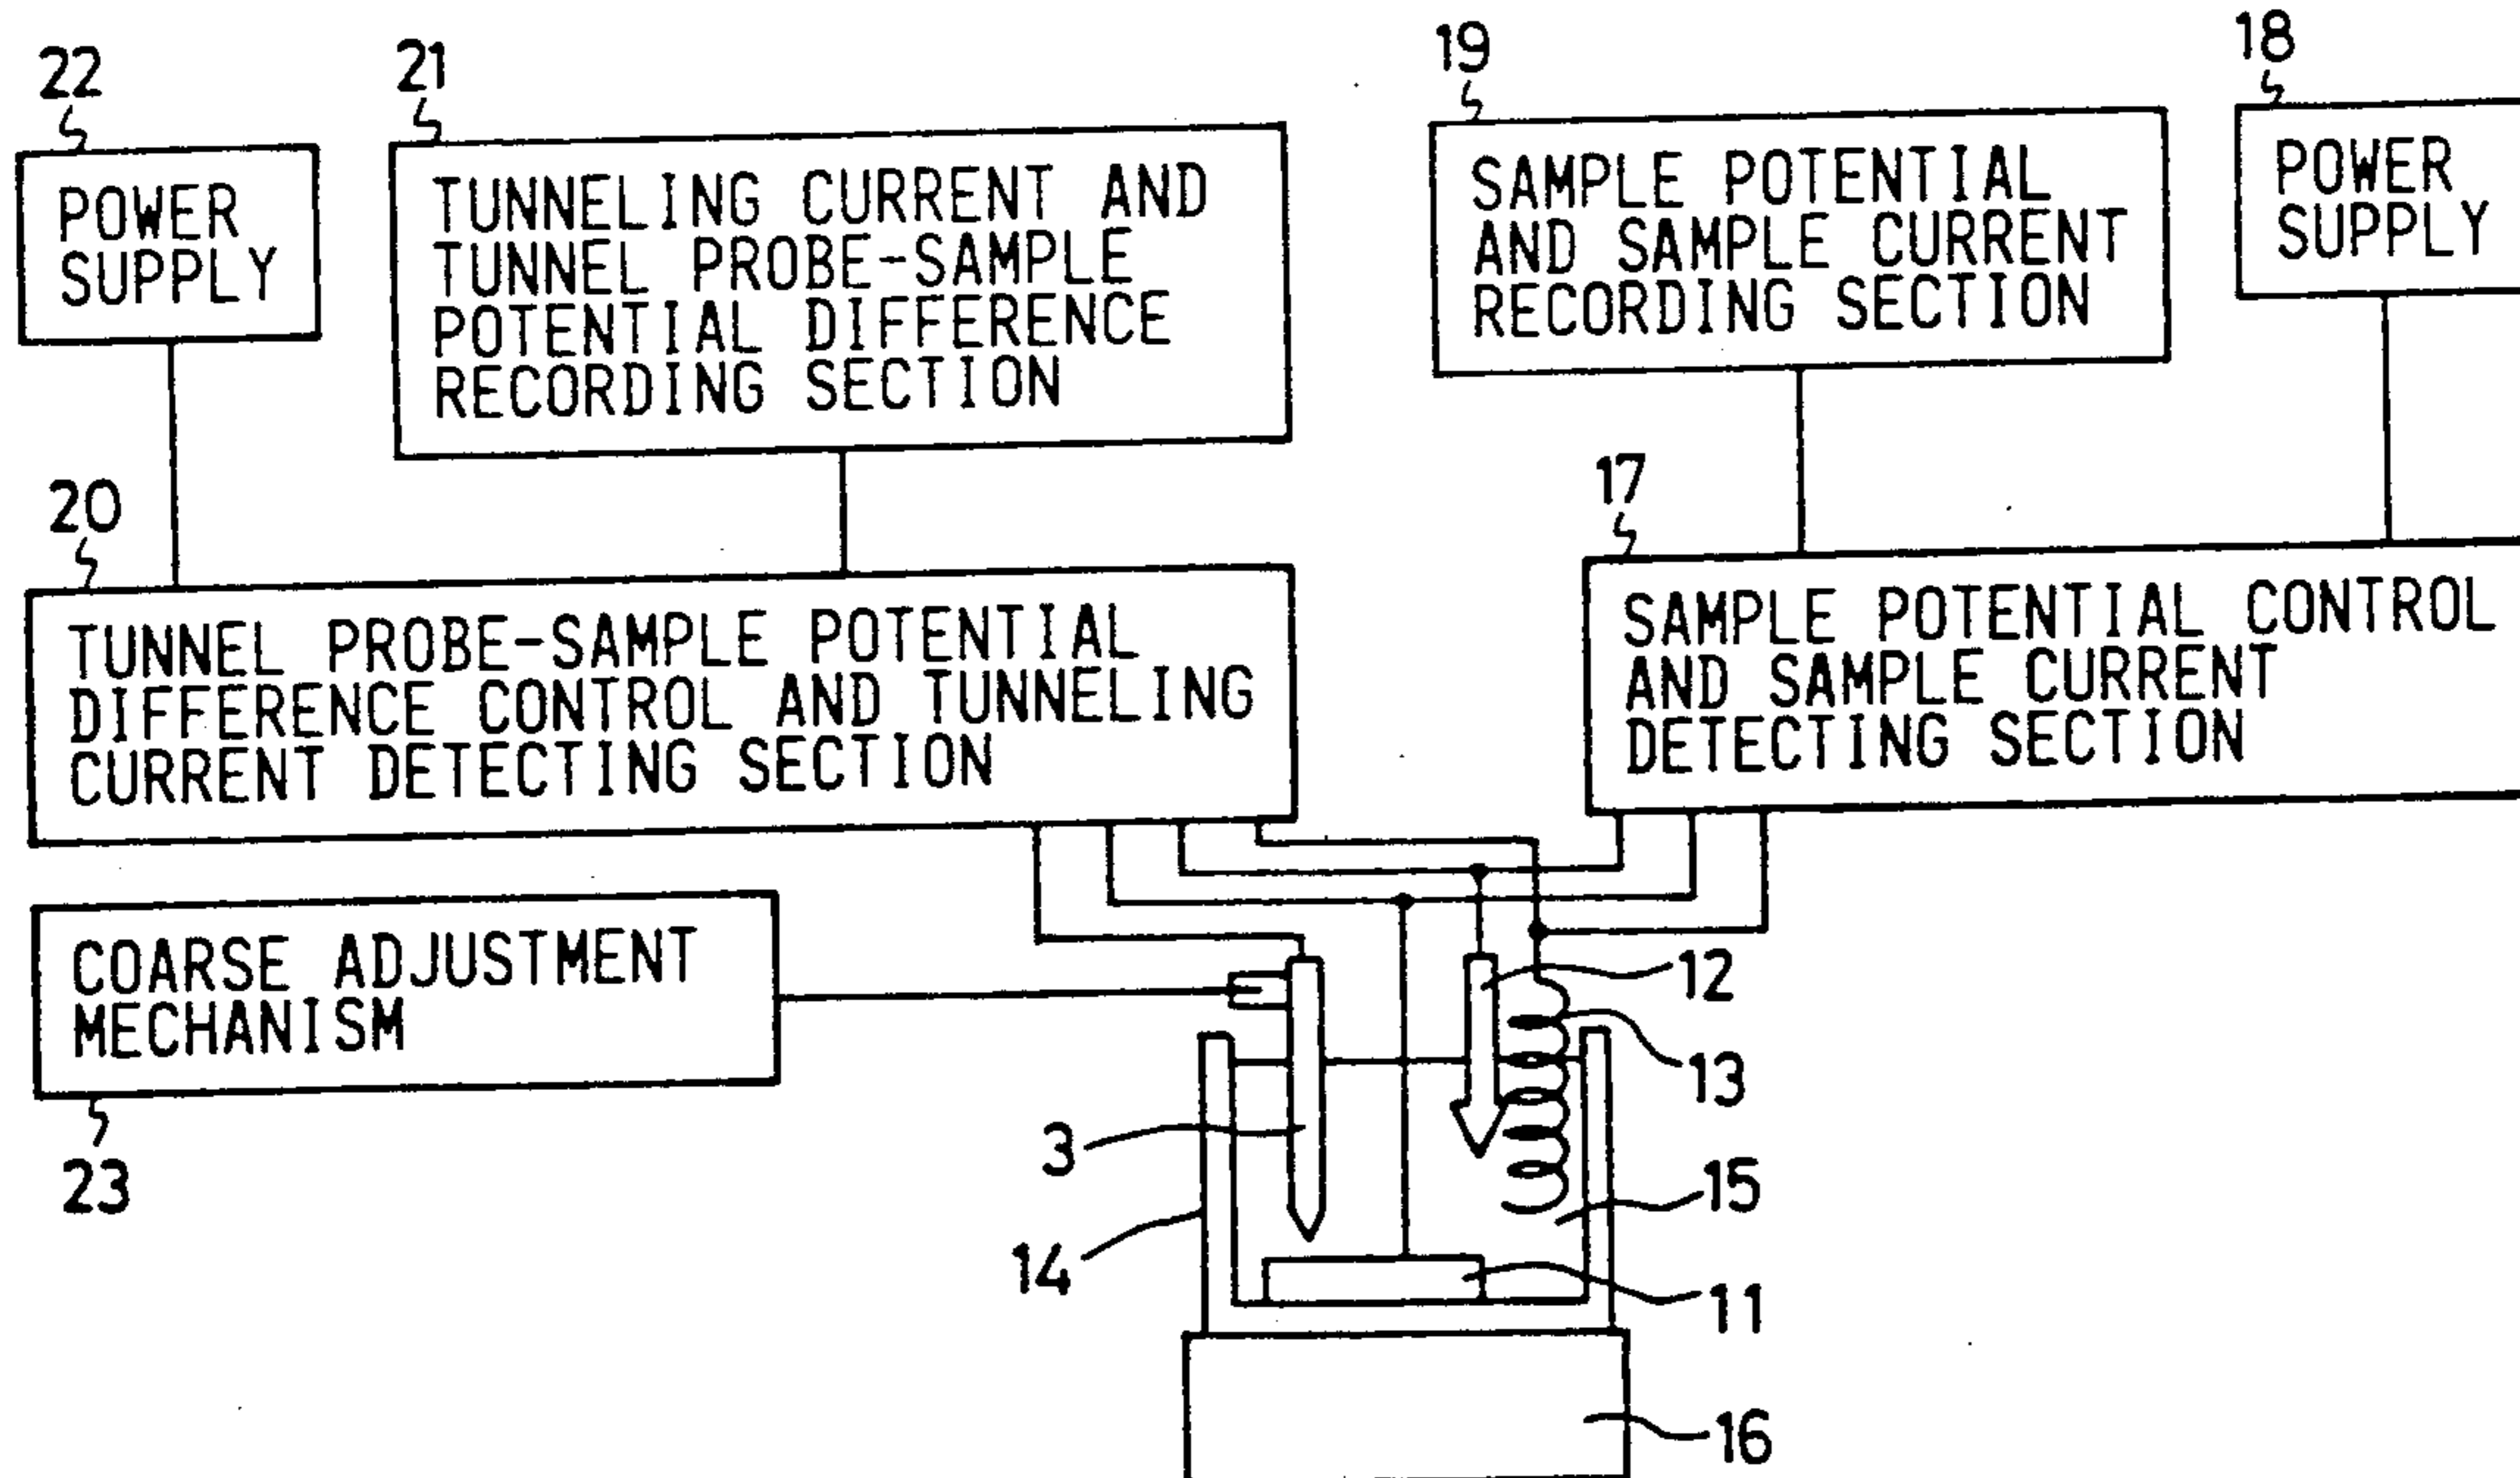 22
21
19
18
POWER
SUPPLY
TUNNELING CURRENT AND
TUNNEL PROBE-SAMPLE
POTENTIAL DIFFERENCE
RECORDING SECTION
SAMPLE POTENTIAL
AND SAMPLE CURRENT
RECORDING SECTION
POWER
SUPPLY
20
17
TUNNEL PROBE-SAMPLE POTENTIAL
DIFFERENCE CONTROL AND TUNNELING
CURRENT DETECTING SECTION
SAMPLE POTENTIAL CONTROL
AND SAMPLE CURRENT
DETECTING SECTION
COARSE ADJUSTMENT
MECHANISM
23
12
13
3
15
14
11
16